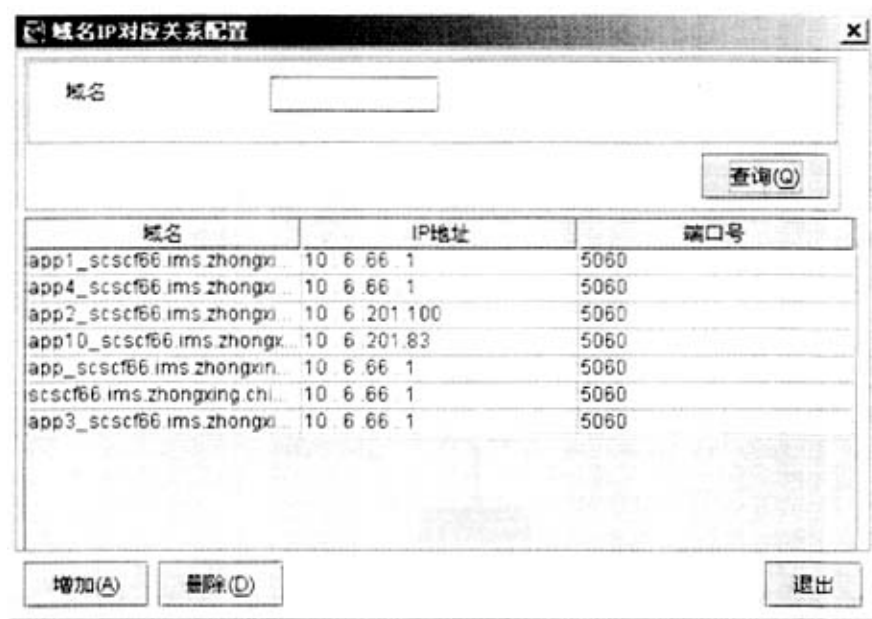 域名IP对应关系配置
域名
查询(Q)
域名 IP地址 端口号
app1_scscf66.ims.zhongxi... 10 . 6 .66 . 1 5060
app4_scscf66.ims.zhongxi... 10 . 6 .66 . 1 5060
app2_scscf66.ims.zhongxi... 10 . 6 .201.100 5060
app10_scscf66.ims.zhongx... 10 . 6 .201.83 5060
app_scscf66.ims.zhongxin... 10 . 6 .66 . 1 5060
scscf66.ims.zhongxing.chi... 10 . 6 .66 . 1 5060
app3_scscf66.ims.zhongxi... 10 . 6 .66 . 1 5060
增加(A) 删除(D) 退出